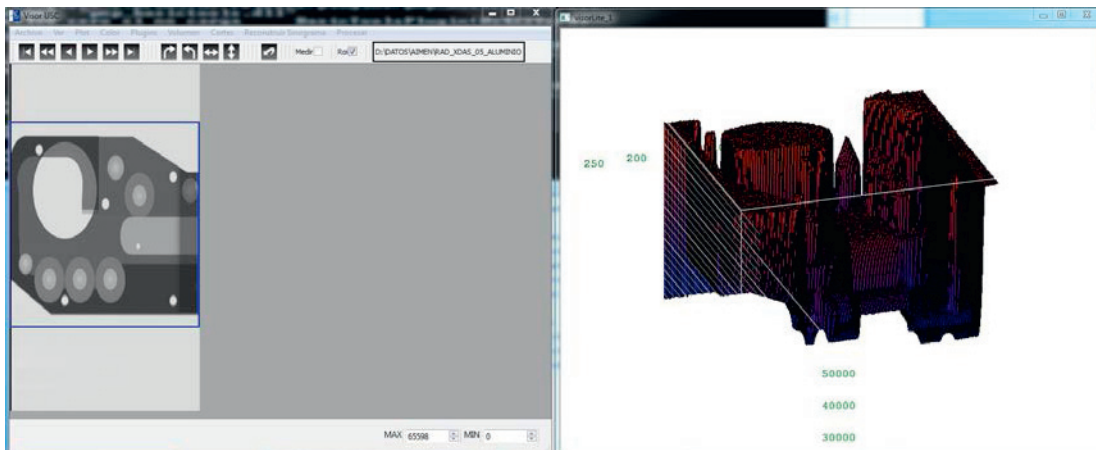 Visor USC
visorLite_1
Archivo Ver Plot Color Plugins Volumen Cortes Reconstruir Sinograma Procesar
Medir Roi D:\DATOS\AIMEN\RAD_XDAS_05_ALUMINIO
250 200
50000
40000
30000
MAX 65598 MIN 0